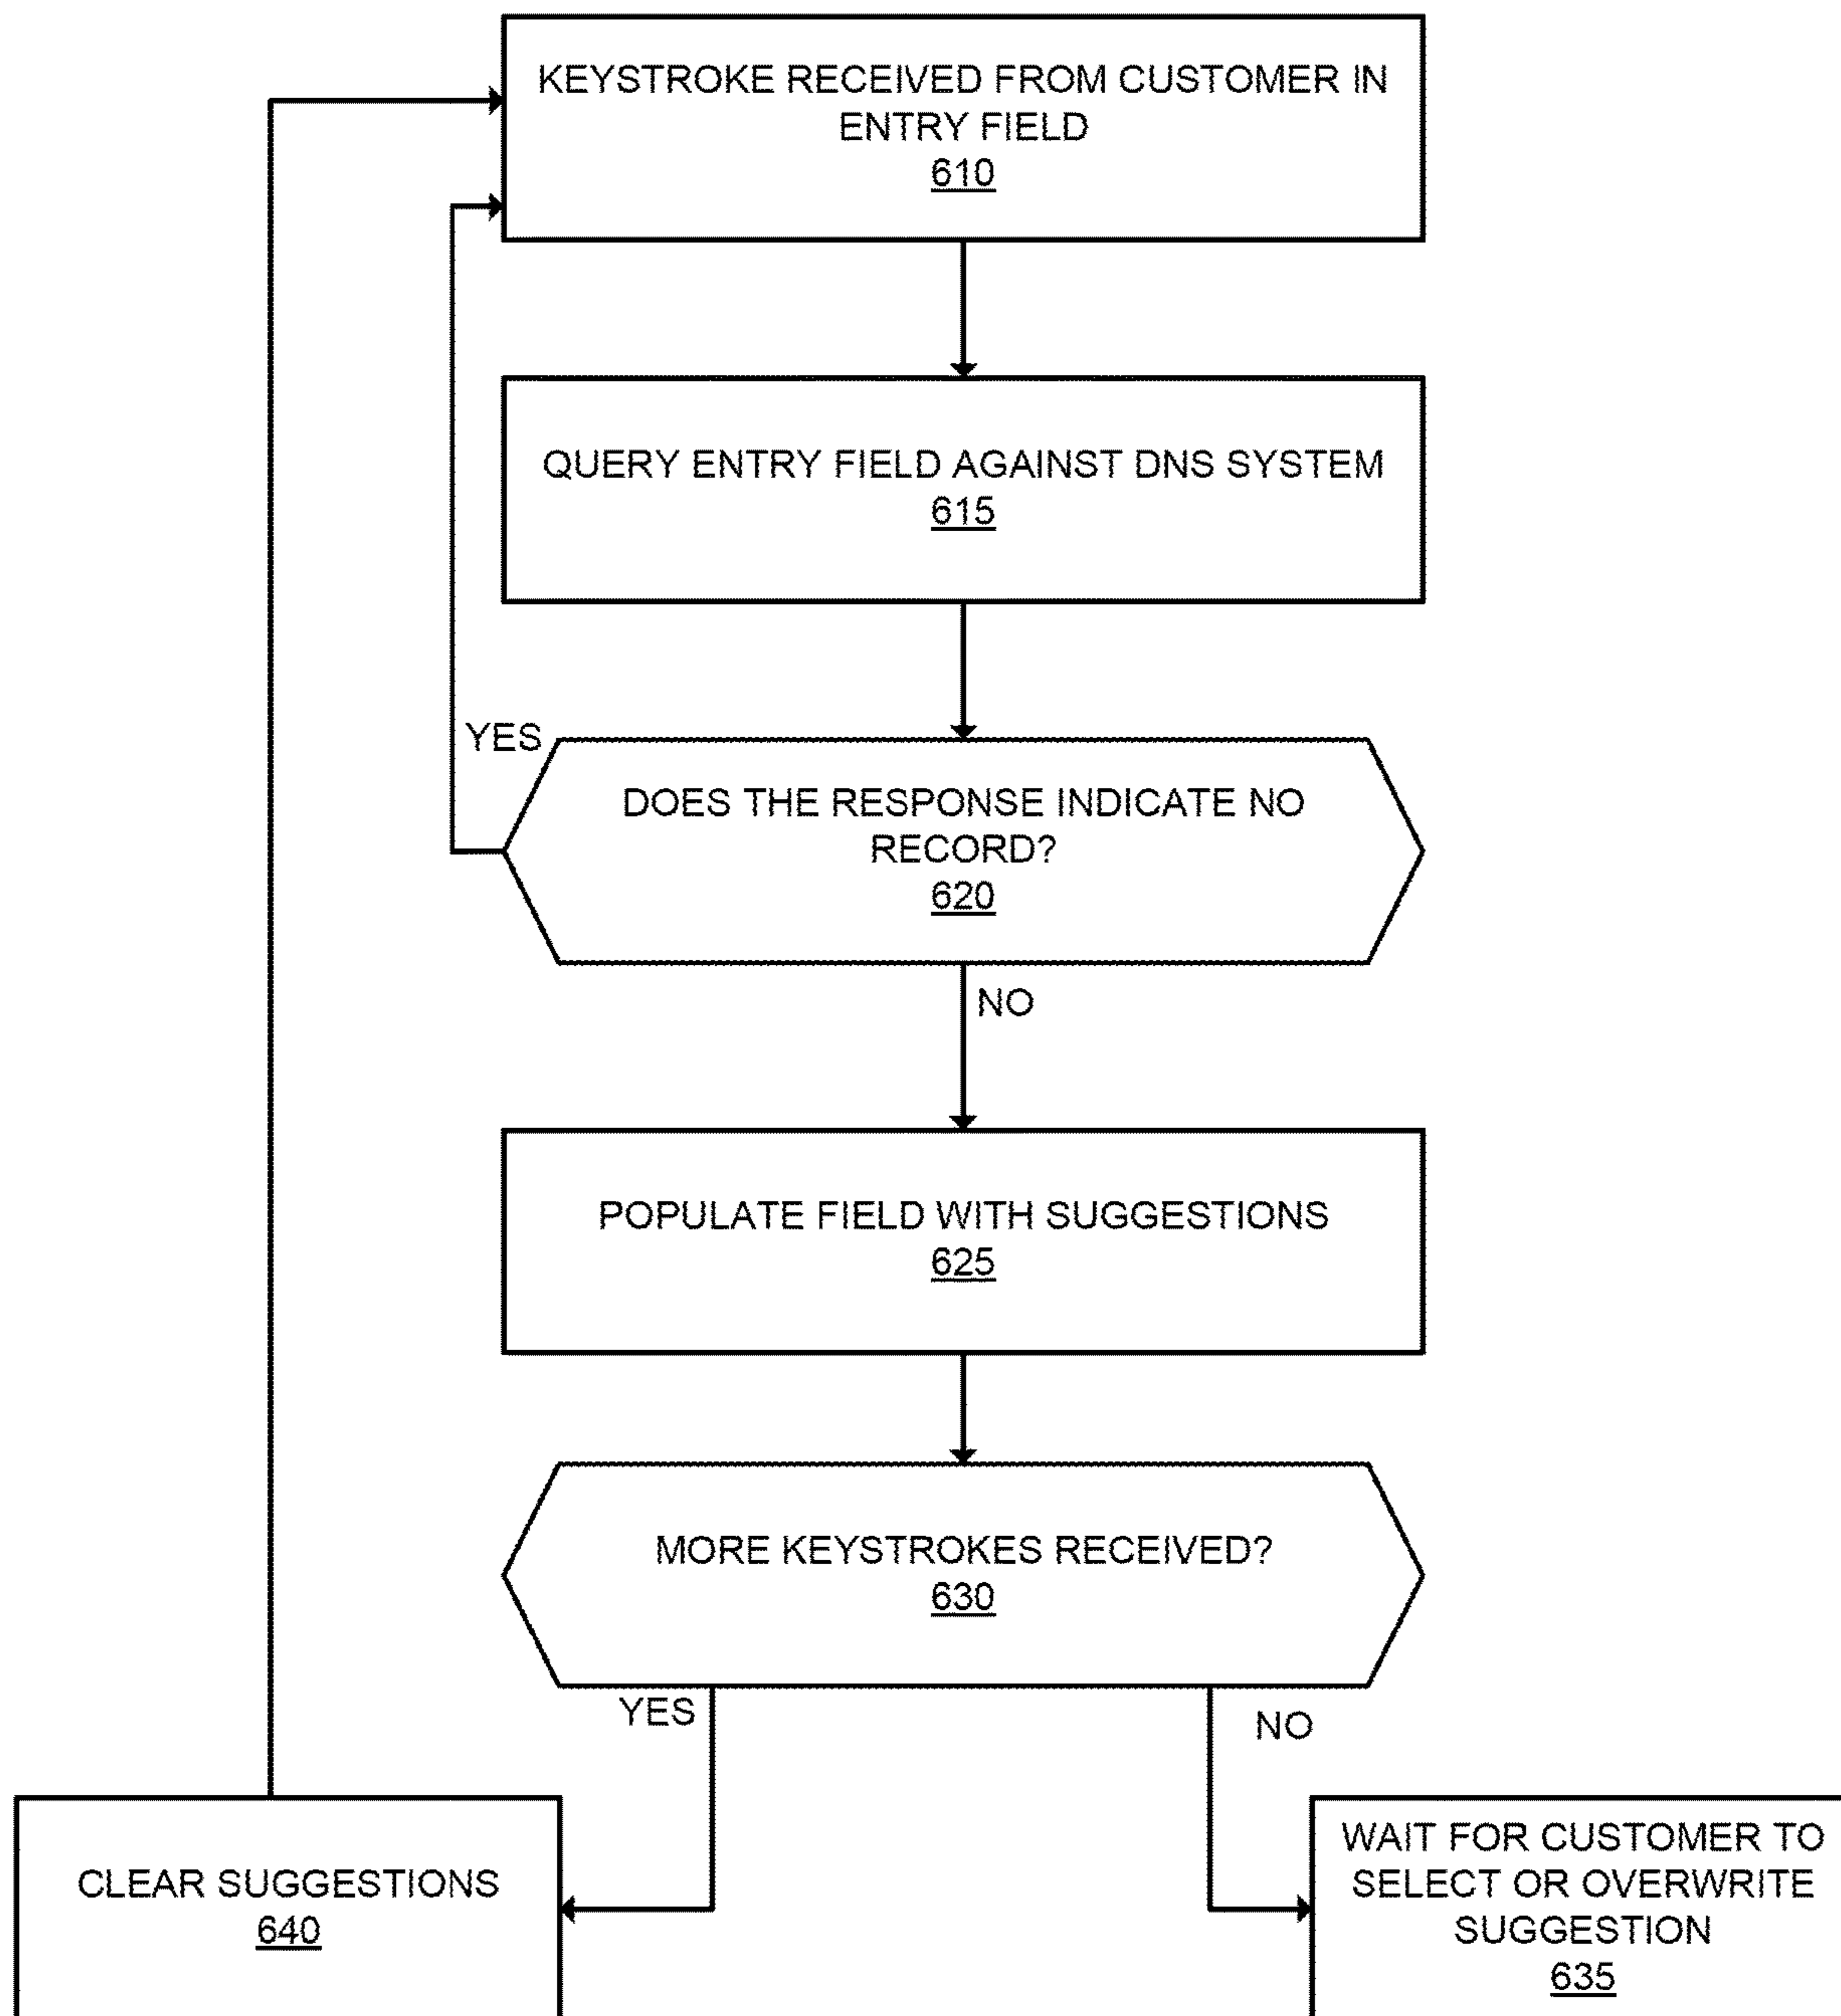 KEYSTROKE RECEIVED FROM CUSTOMER IN
ENTRY FIELD
610
QUERY ENTRY FIELD AGAINST DNS SYSTEM
615
YES
DOES THE RESPONSE INDICATE NO
RECORD?
620
NO
POPULATE FIELD WITH SUGGESTIONS
625
MORE KEYSTROKES RECEIVED?
630
YES
NO
CLEAR SUGGESTIONS
640
WAIT FOR CUSTOMER TO
SELECT OR OVERWRITE
SUGGESTION
635